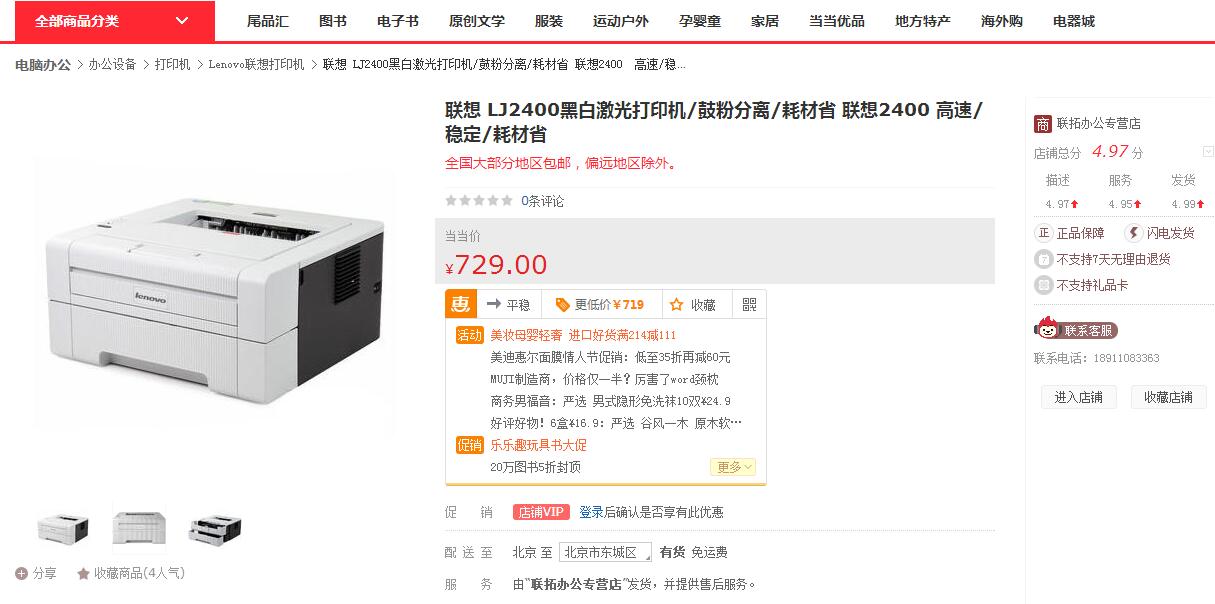 全部商品分类
尾品汇 图书 电子书 原创文学 服装 运动户外 孕婴童 家居 当当优品 地方特产 海外购 电器城
电脑办公 > 办公设备 > 打印机 > Lenovo联想打印机 > 联想 LJ2400黑白激光打印机/鼓粉分离/耗材省 联想2400 高速/稳...
联想 LJ2400黑白激光打印机/鼓粉分离/耗材省 联想2400 高速/
稳定/耗材省
全国大部分地区包邮，偏远地区除外。
0条评论
当当价
¥729.00
惠 平稳 更低价¥719 收藏
活动 美妆母婴轻奢 进口好货满214减111
美迪惠尔面膜情人节促销：低至35折再减60元
MUJI制造商，价格仅一半？厉害了word颈枕
商务男福音：严选 男式隐形免洗袜10双¥24.9
好评好物！6盒¥16.9：严选 谷风一木 原木软…
促销 乐乐趣玩具书大促
20万图书5折封顶
更多
促 销 店铺VIP 登录后确认是否享有此优惠
配送至 北京 至 北京市东城区 有货 免运费
服 务 由“联拓办公专营店”发货，并提供售后服务。
lenovo
分享 收藏商品(4人气)
商 联拓办公专营店
店铺总分 4.97 分
描述 服务 发货
4.97 4.95 4.99
正 正品保障 闪电发货
7 不支持7天无理由退货
不支持礼品卡
联系客服
联系电话：18911083363
进入店铺 收藏店铺